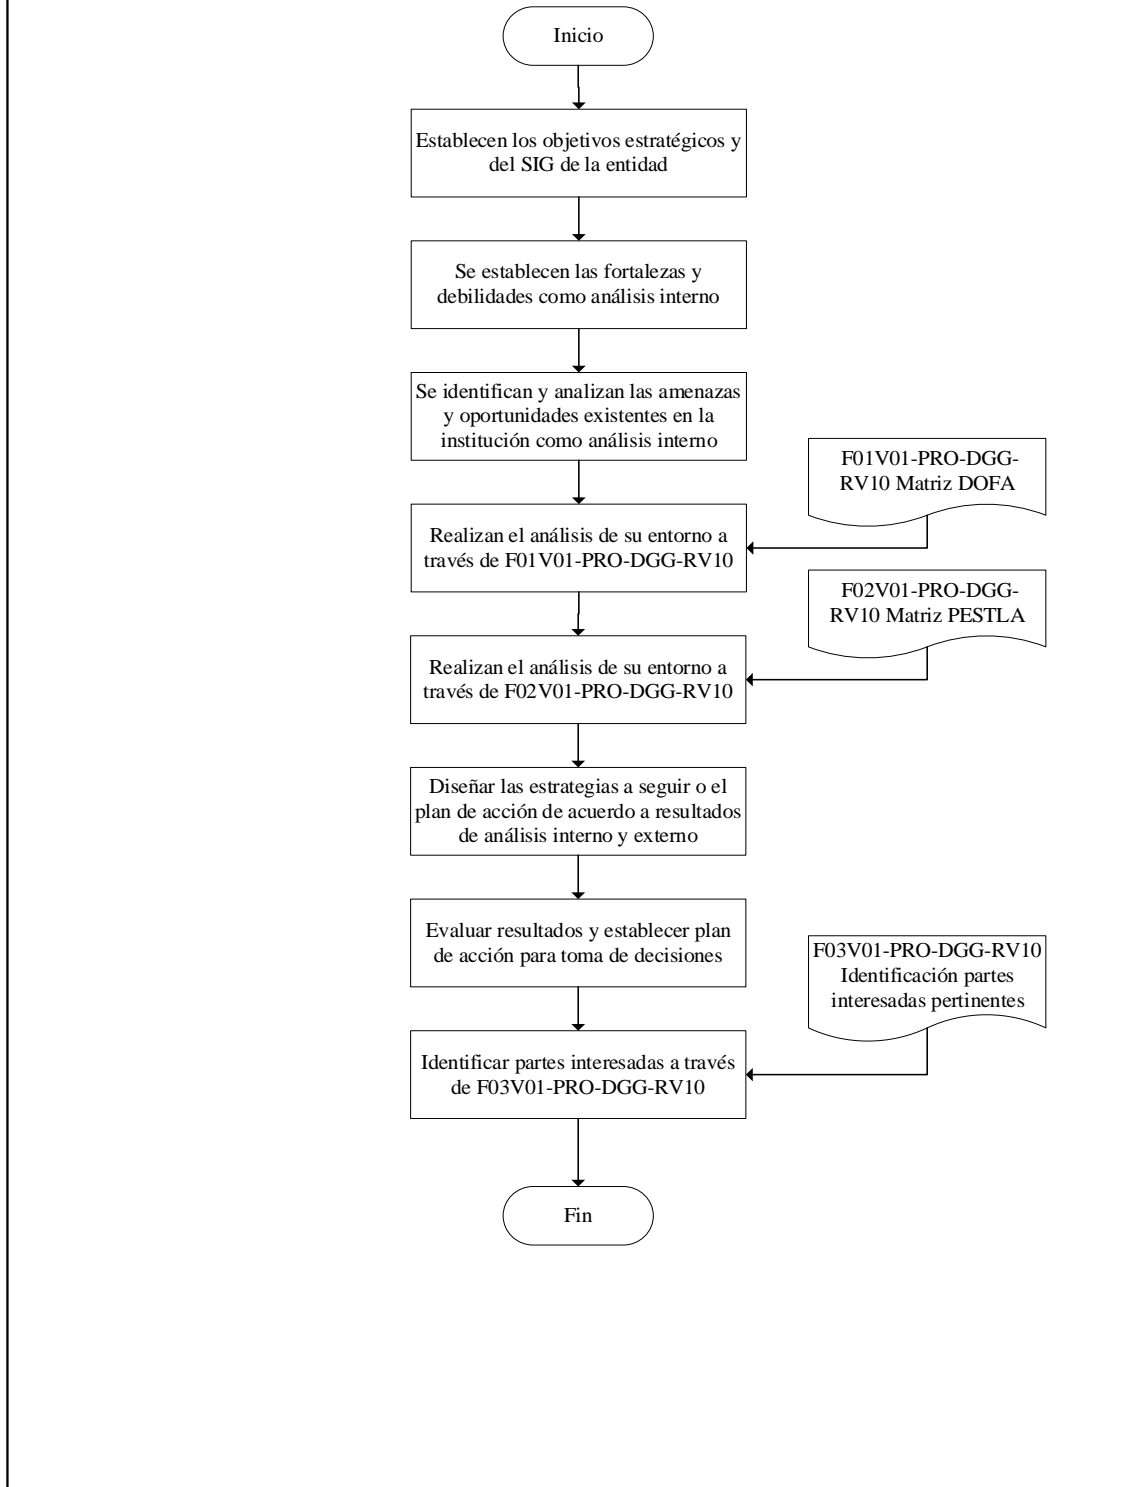 Inicio
Establecen los objetivos estratégicos y
del SIG de la entidad
Se establecen las fortalezas y
debilidades como análisis interno
Se identifican y analizan las amenazas
y oportunidades existentes en la
institución como análisis interno
F01V01-PRO-DGG-
RV10 Matriz DOFA
Realizan el análisis de su entorno a
través de F01V01-PRO-DGG-RV10
F02V01-PRO-DGG-
RV10 Matriz PESTLA
Realizan el análisis de su entorno a
través de F02V01-PRO-DGG-RV10
Diseñar las estrategias a seguir o el
plan de acción de acuerdo a resultados
de análisis interno y externo
Evaluar resultados y establecer plan
de acción para toma de decisiones
F03V01-PRO-DGG-RV10
Identificación partes
interesadas pertinentes
Identificar partes interesadas a través
de F03V01-PRO-DGG-RV10
Fin